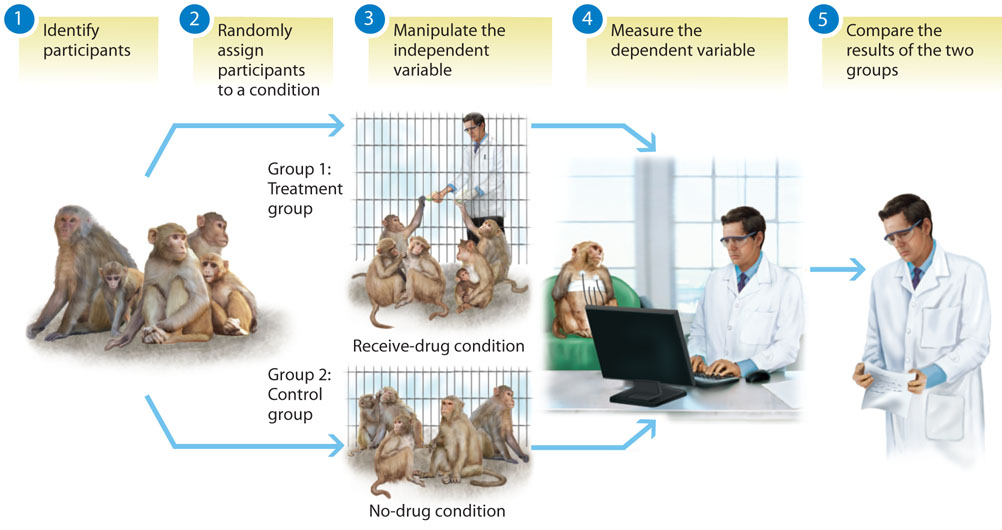 1
Identify
participants
2
Randomly
assign
participants
to a condition
3
Manipulate the
independent
variable
4
Measure the
dependent variable
5
Compare the
results of the two
groups
Group 1:
Treatment
group
Receive-drug condition
Group 2:
Control
group
No-drug condition